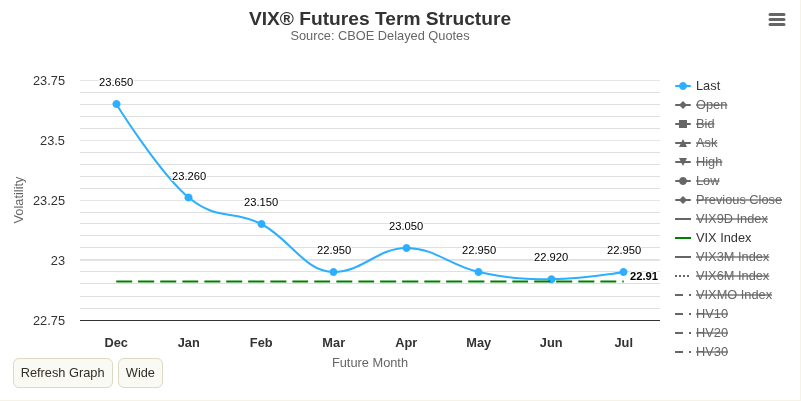 VIX® Futures Term Structure
Source: CBOE Delayed Quotes
Volatility
23.75
23.5
23.25
23
22.75
23.650
23.260
23.150
22.950
23.050
22.950
22.920
22.950
22.91
Dec Jan Feb Mar Apr May Jun Jul
Future Month
Last
Open
Bid
Ask
High
Low
Previous Close
VIX9D Index
VIX Index
VIX3M Index
VIX6M Index
VIXMO Index
HV10
HV20
HV30
Refresh Graph Wide